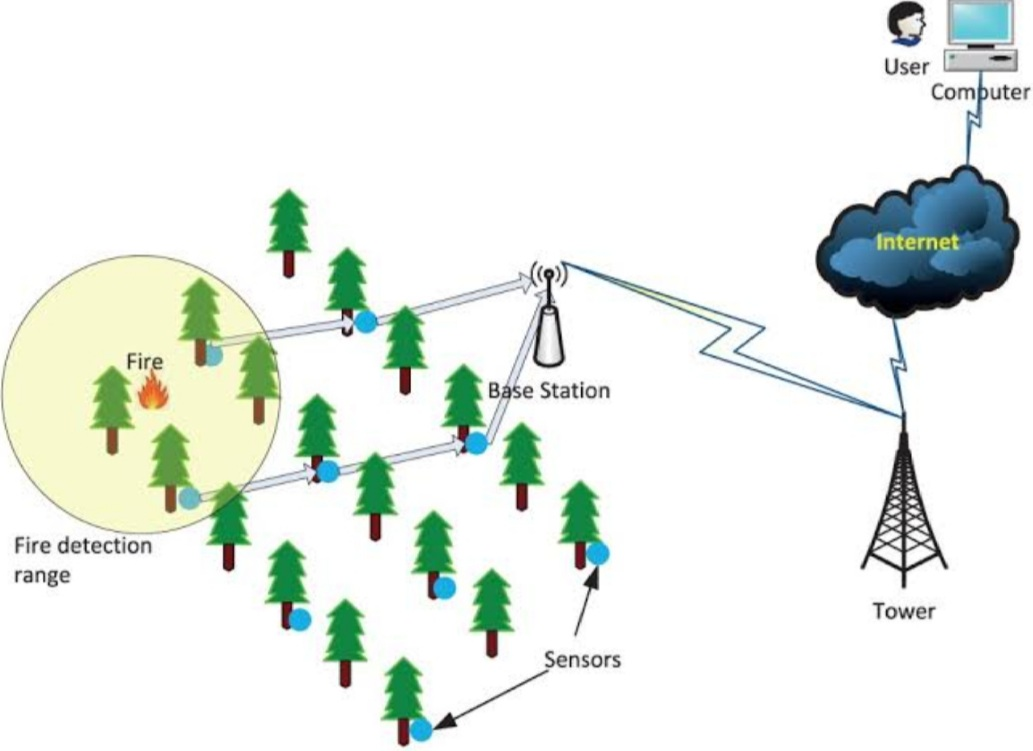 User
Computer
Internet
Fire
Base Station
Fire detection
range
Tower
Sensors